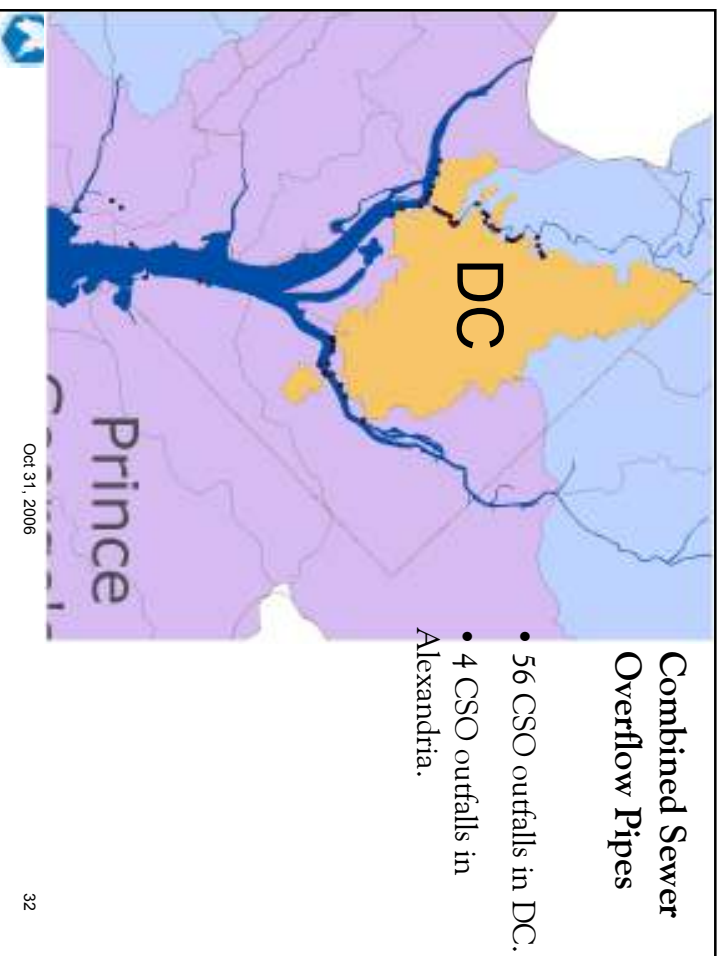 Combined Sewer
Overflow Pipes
• 56 CSO outfalls in DC.
• 4 CSO outfalls in
Alexandria.
DC
Prince
Oct 31, 2006
32